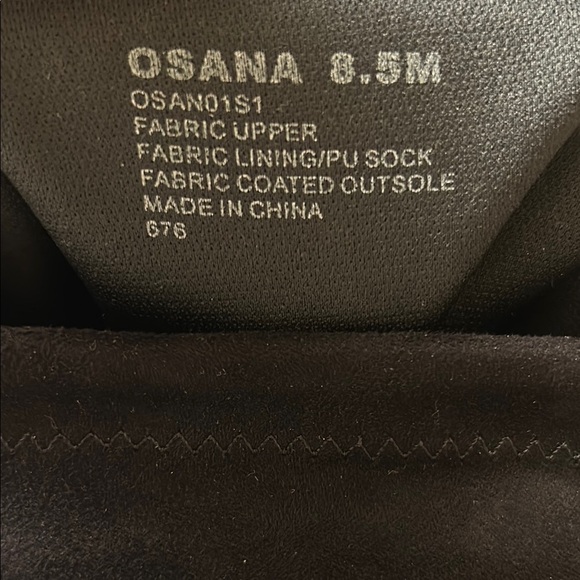 OSANA 8.5M
OSAN01S1
FABRIC UPPER
FABRIC LINING/PU SOCK
FABRIC COATED OUTSOLE
MADE IN CHINA
676